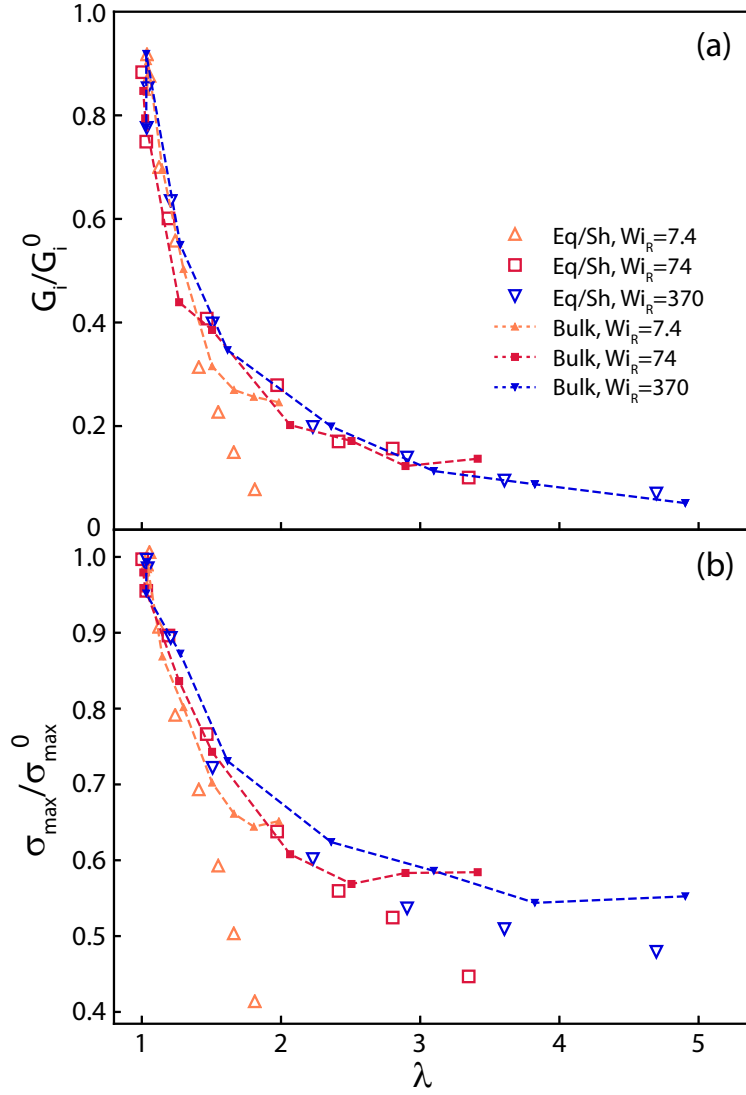 1.0
(a)
0.8
0.6
0.4
0.2
0
G_i/G_i^0
Eq/Sh, Wi_R=7.4
Eq/Sh, Wi_R=74
Eq/Sh, Wi_R=370
Bulk, Wi_R=7.4
Bulk, Wi_R=74
Bulk, Wi_R=370
1.0
(b)
0.9
0.8
0.7
0.6
0.5
0.4
σ_max/σ_max^0
1 2 3 4 5
λ